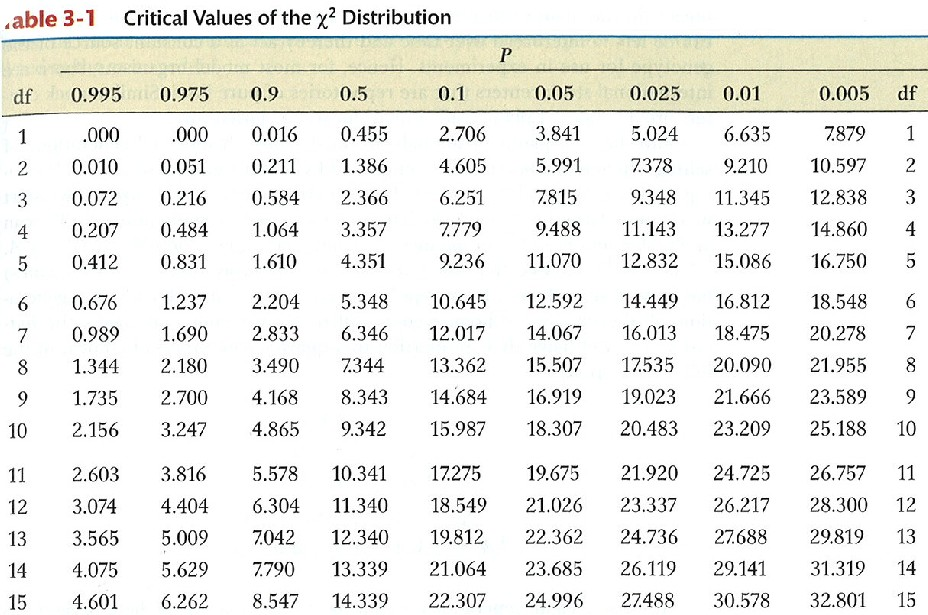 .able 3-1 Critical Values of the χ² Distribution
P
df 0.995 0.975 0.9 0.5 0.1 0.05 0.025 0.01 0.005 df
1 .000 .000 0.016 0.455 2.706 3.841 5.024 6.635 7.879 1
2 0.010 0.051 0.211 1.386 4.605 5.991 7.378 9.210 10.597 2
3 0.072 0.216 0.584 2.366 6.251 7.815 9.348 11.345 12.838 3
4 0.207 0.484 1.064 3.357 7.779 9.488 11.143 13.277 14.860 4
5 0.412 0.831 1.610 4.351 9.236 11.070 12.832 15.086 16.750 5
6 0.676 1.237 2.204 5.348 10.645 12.592 14.449 16.812 18.548 6
7 0.989 1.690 2.833 6.346 12.017 14.067 16.013 18.475 20.278 7
8 1.344 2.180 3.490 7.344 13.362 15.507 17.535 20.090 21.955 8
9 1.735 2.700 4.168 8.343 14.684 16.919 19.023 21.666 23.589 9
10 2.156 3.247 4.865 9.342 15.987 18.307 20.483 23.209 25.188 10
11 2.603 3.816 5.578 10.341 17.275 19.675 21.920 24.725 26.757 11
12 3.074 4.404 6.304 11.340 18.549 21.026 23.337 26.217 28.300 12
13 3.565 5.009 7.042 12.340 19.812 22.362 24.736 27.688 29.819 13
14 4.075 5.629 7.790 13.339 21.064 23.685 26.119 29.141 31.319 14
15 4.601 6.262 8.547 14.339 22.307 24.996 27.488 30.578 32.801 15